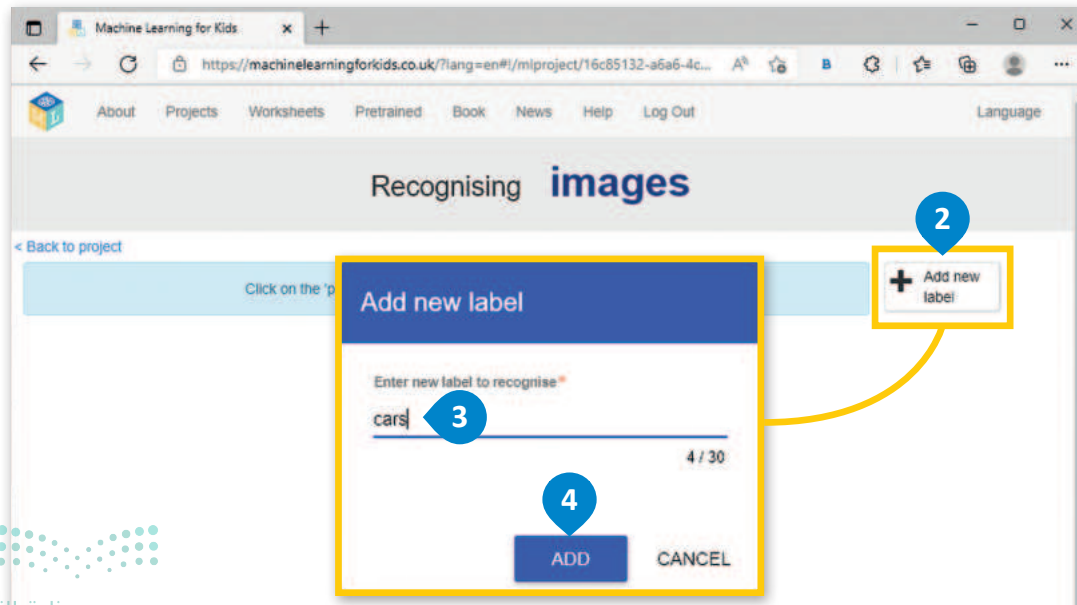 Machine Learning for Kids
https://machinelearningforkids.co.uk/?lang=en#!/mlproject/16c85132-a6a6-4c...
About Projects Worksheets Pretrained Book News Help Log Out Language
Recognising images
2
< Back to project
Click on the 'p
Add new label
Add new label
Enter new label to recognise*
cars
3
4 / 30
4
ADD CANCEL